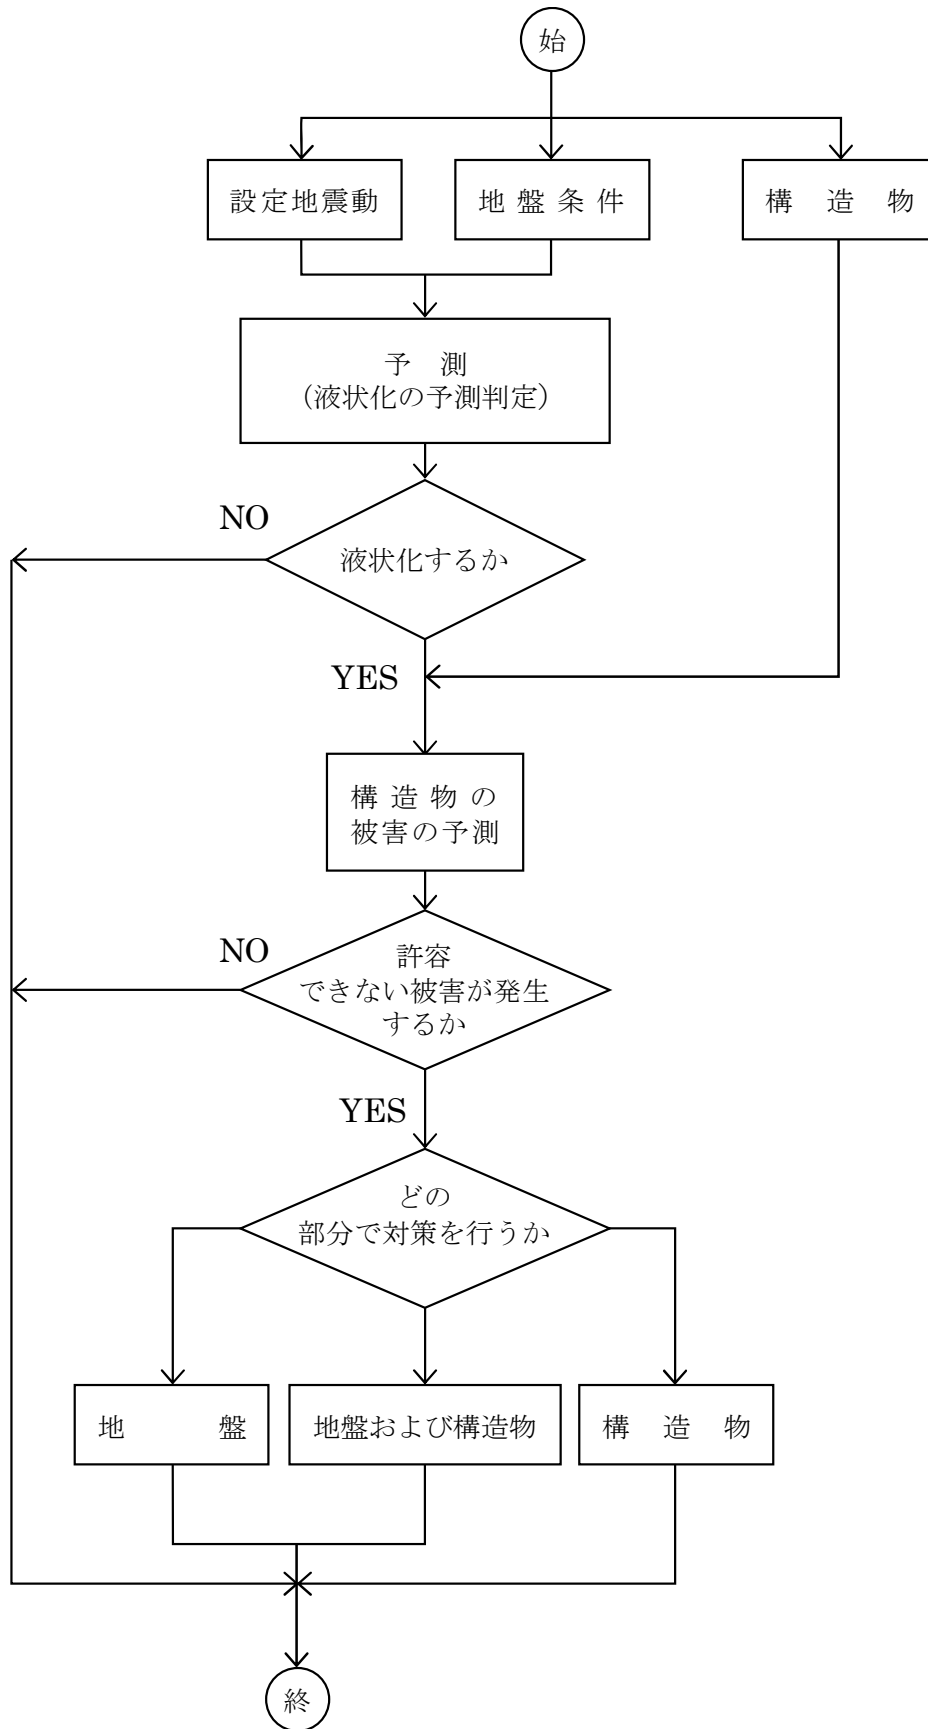 始
設定地震動
地盤条件
構造物
予測
(液状化の予測判定)
NO
液状化するか
YES
構造物の
被害の予測
NO
許容
できない被害が発生
するか
YES
どの
部分で対策を行うか
地盤
地盤および構造物
構造物
終